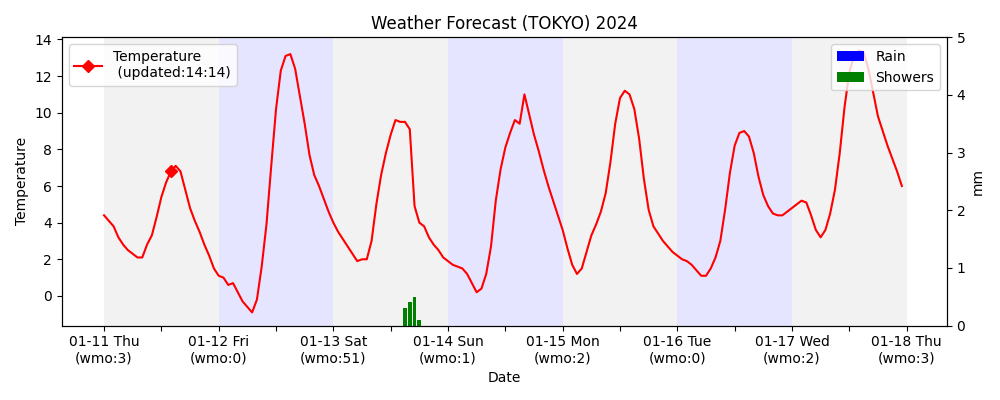 Weather Forecast (TOKYO) 2024
Temperature
(updated:14:14)
Rain
Showers
14
12
10
8
6
4
2
0
Temperature
5
4
3
2
1
0
mm
01-11 Thu
(wmo:3)
01-12 Fri
(wmo:0)
01-13 Sat
(wmo:51)
01-14 Sun
(wmo:1)
01-15 Mon
(wmo:2)
01-16 Tue
(wmo:0)
01-17 Wed
(wmo:2)
01-18 Thu
(wmo:3)
Date